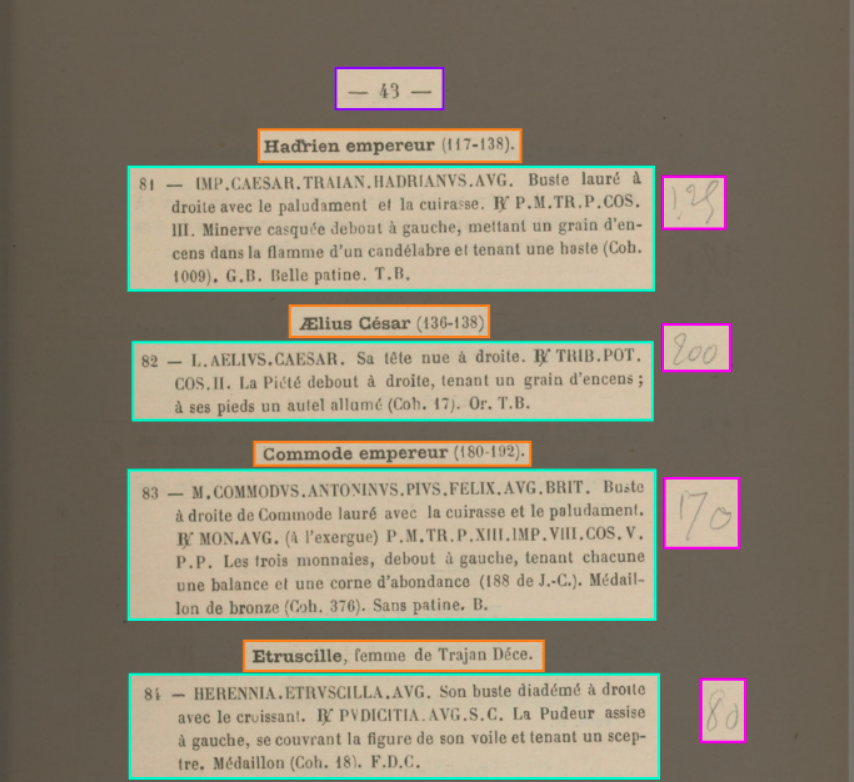 — 43 —
Hadrien empereur (117-138).
81 — IMP.CAESAR.TRAIAN.HADRIANVS.AVG. Buste lauré à
droite avec le paludament et la cuirasse. ℟ P.M.TR.P.COS.
III. Minerve casquée debout à gauche, mettant un grain d'en-
cens dans la flamme d'un candélabre et tenant une haste (Coh.
1009). G.B. Belle patine. T.B.
Ælius César (136-138)
200
82 — L.AELIVS.CAESAR. Sa tête nue à droite. ℟ TRIB.POT.
COS.II. La Piété debout à droite, tenant un grain d'encens ;
à ses pieds un autel allumé (Coh. 17). Or. T.B.
Commode empereur (180-192).
83 — M.COMMODVS.ANTONINVS.PIVS.FELIX.AVG.BRIT. Buste
170
à droite de Commode lauré avec la cuirasse et le paludament.
℟ MON.AVG. (à l'exergue) P.M.TR.P.XIII.IMP.VIII.COS.V.
P.P. Les trois monnaies, debout à gauche, tenant chacune
une balance et une corne d'abondance (188 de J.-C.). Médail-
lon de bronze (Coh. 376). Sans patine. B.
Etruscille, femme de Trajan Déce.
84 — HERENNIA.ETRVSCILLA.AVG. Son buste diadémé à droite
80
avec le croissant. ℟ PVDICITIA.AVG.S.C. La Pudeur assise
à gauche, se couvrant la figure de son voile et tenant un scep-
tre. Médaillon (Coh. 18). F.D.C.